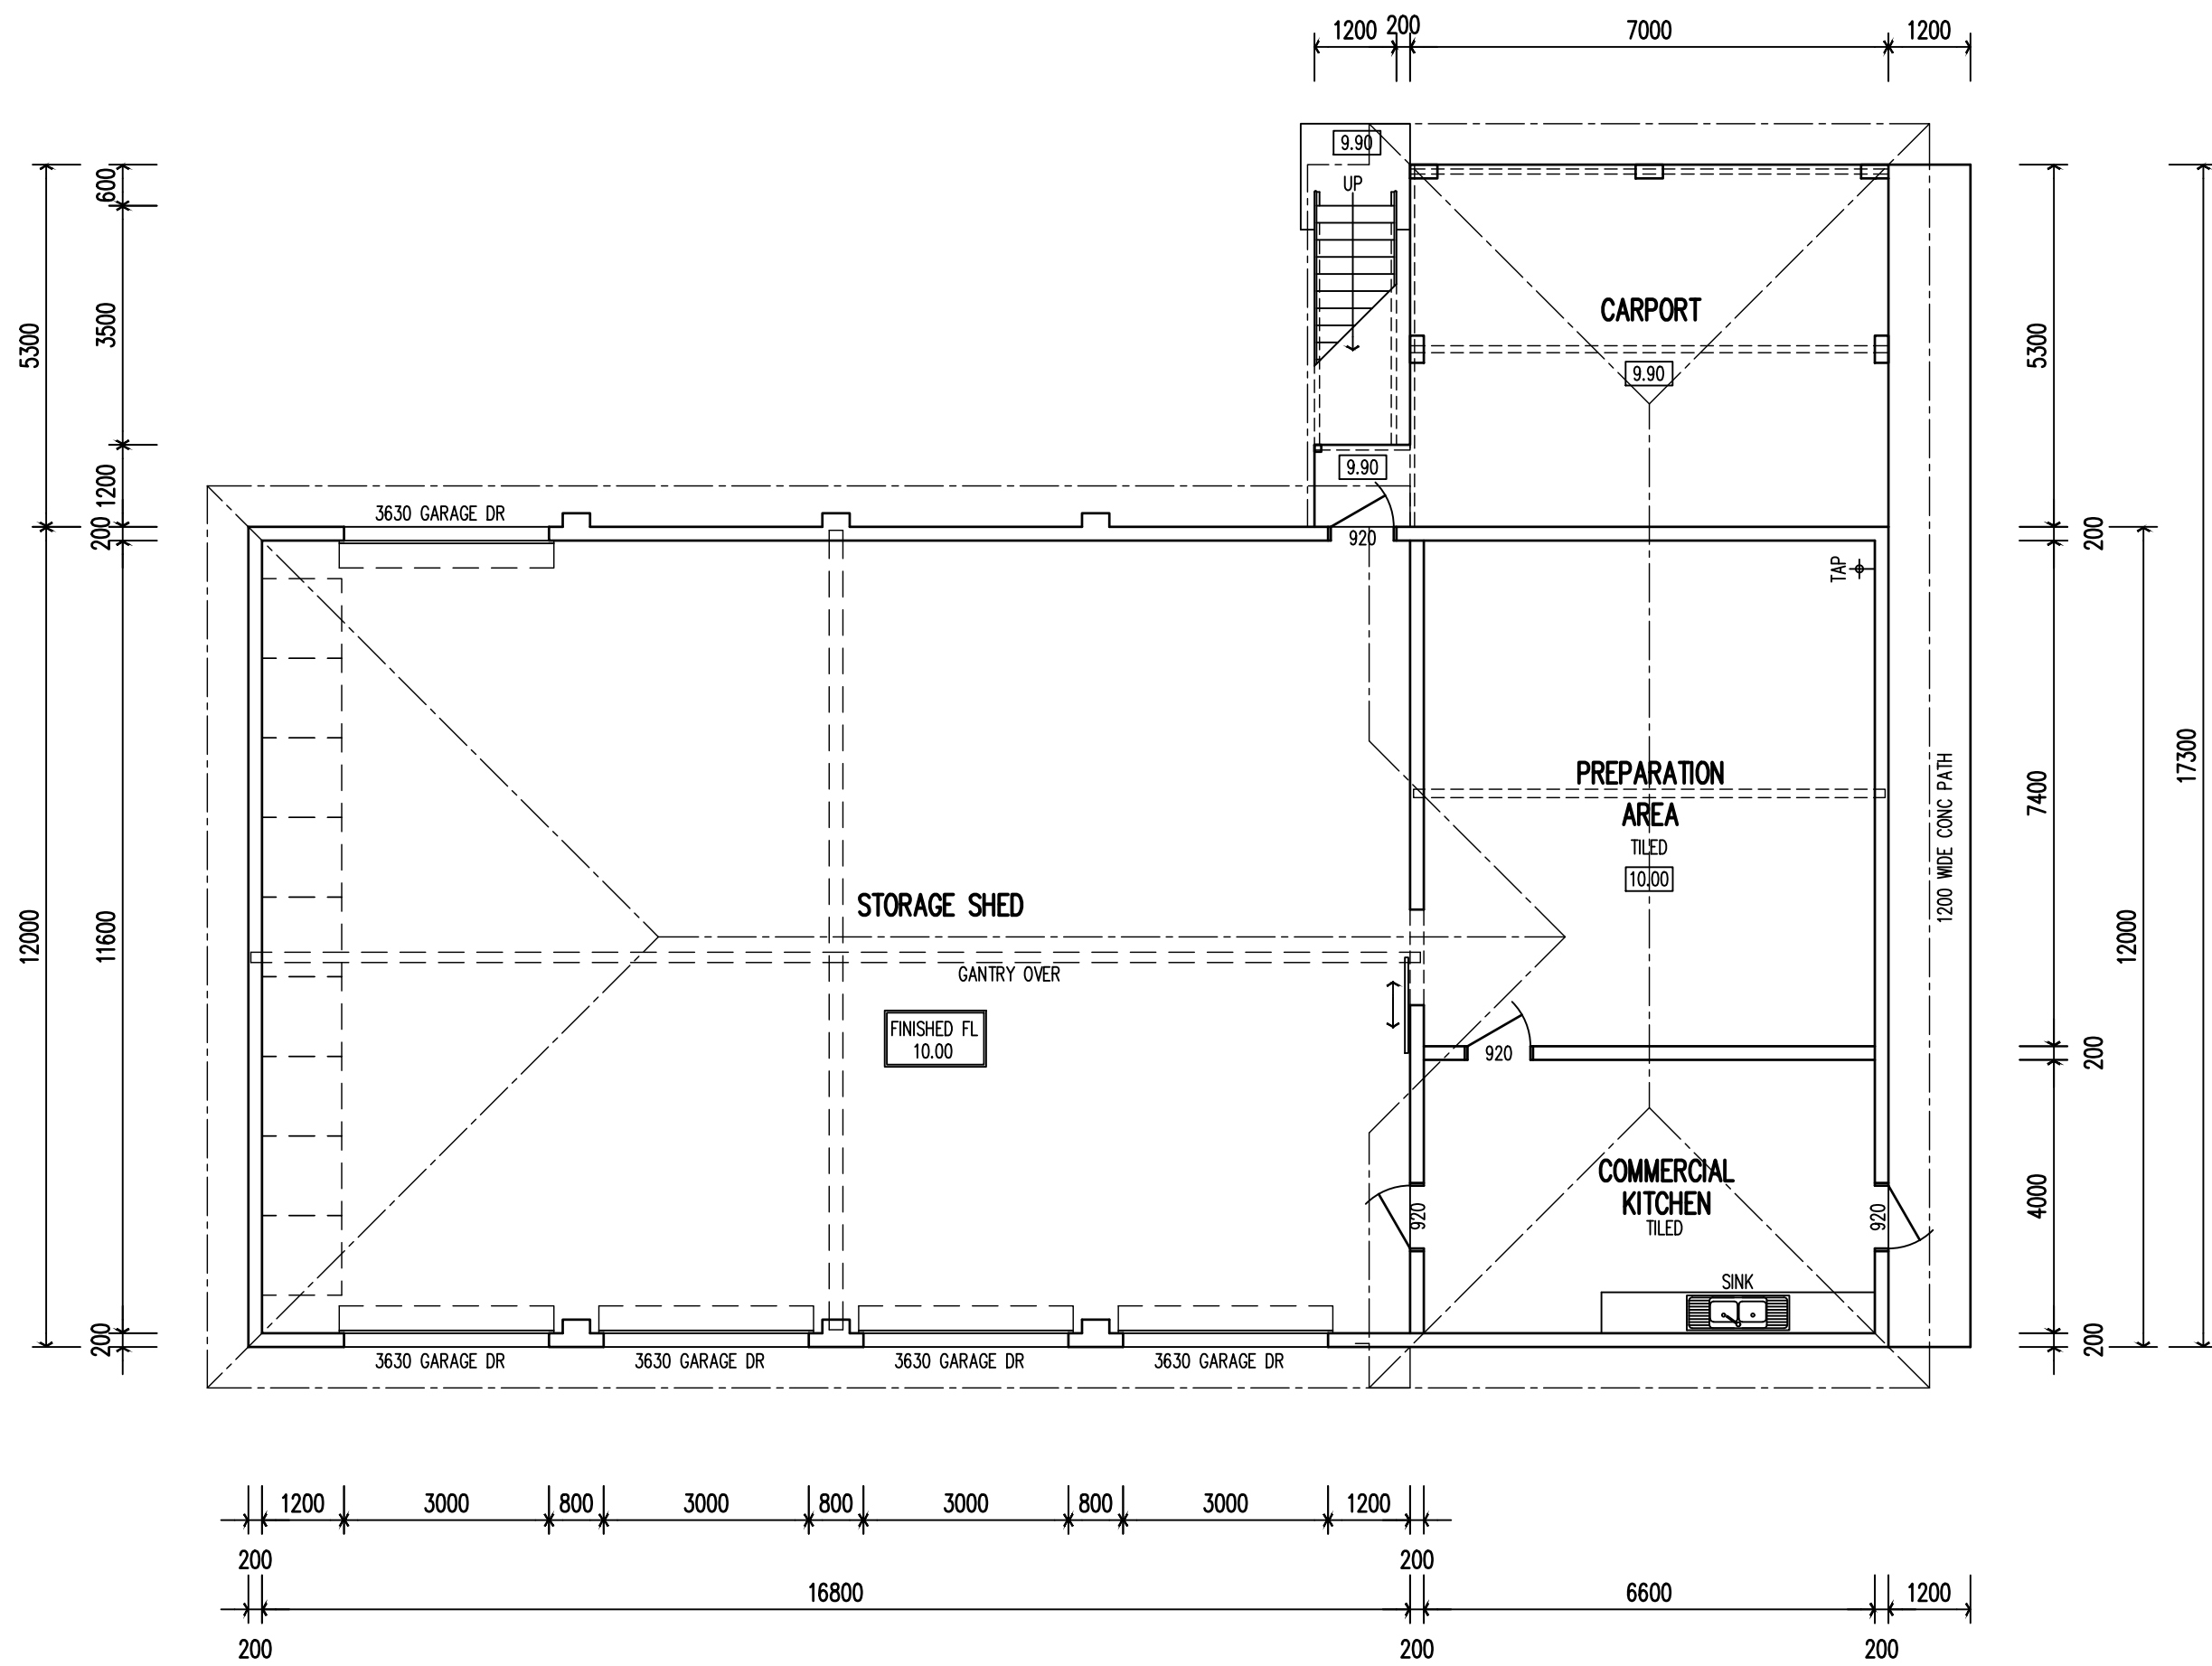 1200 200 7000 1200
9.90
UP
600
3500
5300
1200
200
CARPORT
9.90
5300
9.90
3630 GARAGE DR
920
200
TAP
PREPARATION
AREA
TILED
10.00
1200 WIDE CONC PATH
7400
17300
12000
STORAGE SHED
GANTRY OVER
FINISHED FL
10.00
12000
11600
920
200
COMMERCIAL
KITCHEN
TILED
920
920
4000
SINK
200
200
3630 GARAGE DR 3630 GARAGE DR 3630 GARAGE DR 3630 GARAGE DR
1200 3000 800 3000 800 3000 800 3000 1200
200 200
16800 6600 1200
200 200 200